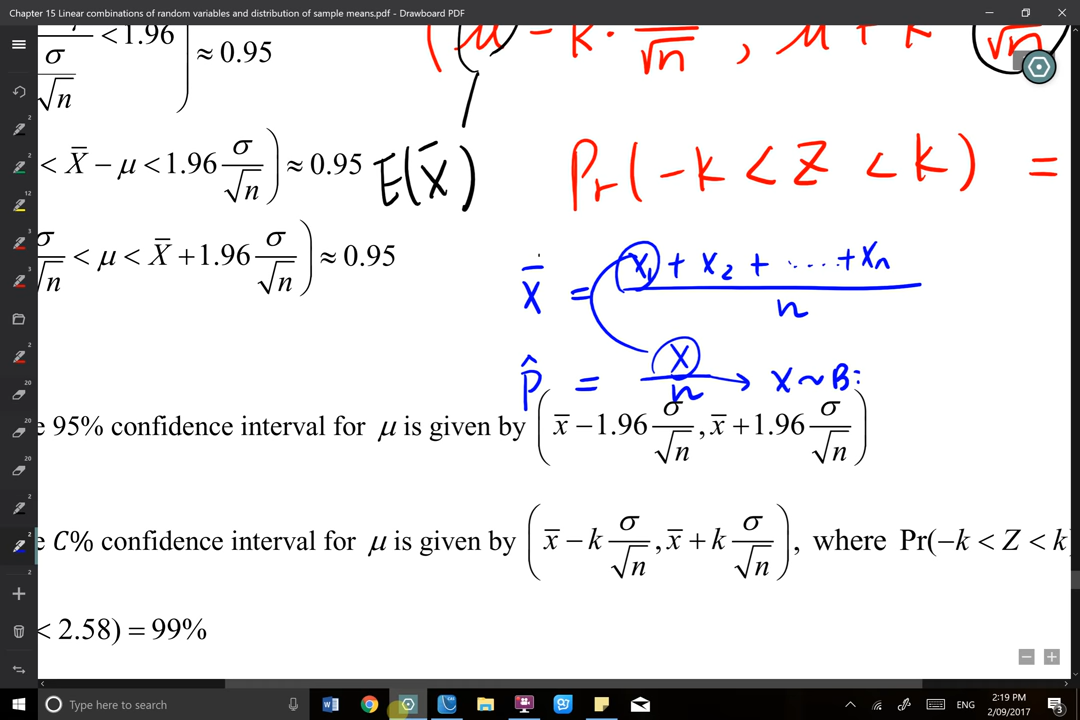 Chapter 15 Linear combinations of random variables and distribution of sample means.pdf - Drawboard PDF
σ/√n < 1.96) ≈ 0.95
(μ − k · /√n , μ + k /√n
< X̄ − μ < 1.96 σ/√n) ≈ 0.95
E(X̄)
Pr(−k < Z < k) =
σ/√n < μ < X̄ + 1.96 σ/√n) ≈ 0.95
X̄ = x₁ + x₂ + ..... + xₙ / n
p̂ = X / n → X ~ Bi
e 95% confidence interval for μ is given by (x̄ − 1.96 σ/√n, x̄ + 1.96 σ/√n)
e C% confidence interval for μ is given by (x̄ − k σ/√n, x̄ + k σ/√n), where Pr(−k < Z < k)
< 2.58) = 99%
Type here to search
ENG
2:19 PM
2/09/2017